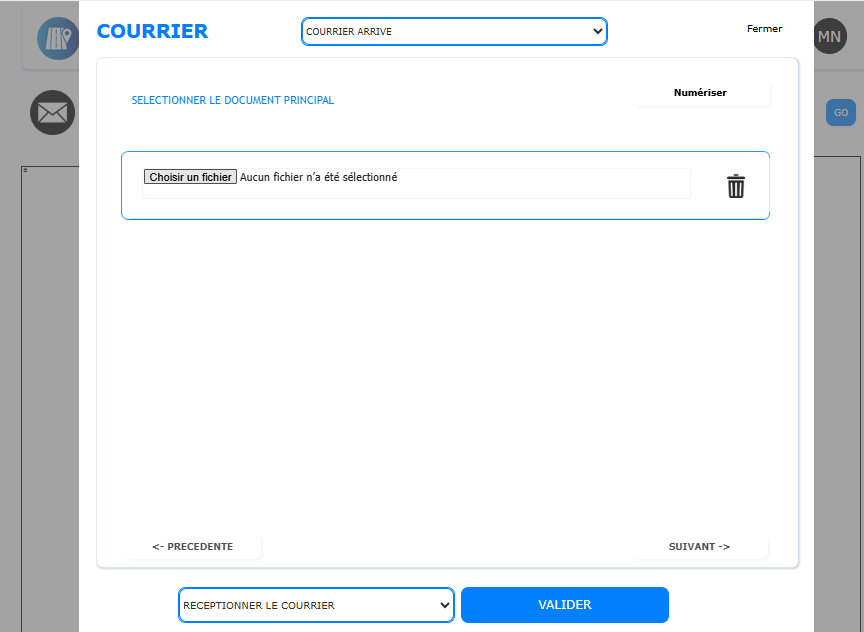 COURRIER
COURRIER ARRIVE
Fermer
MN
SELECTIONNER LE DOCUMENT PRINCIPAL
Numériser
GO
Choisir un fichier Aucun fichier n’a été sélectionné
<- PRECEDENTE
SUIVANT ->
RECEPTIONNER LE COURRIER
VALIDER